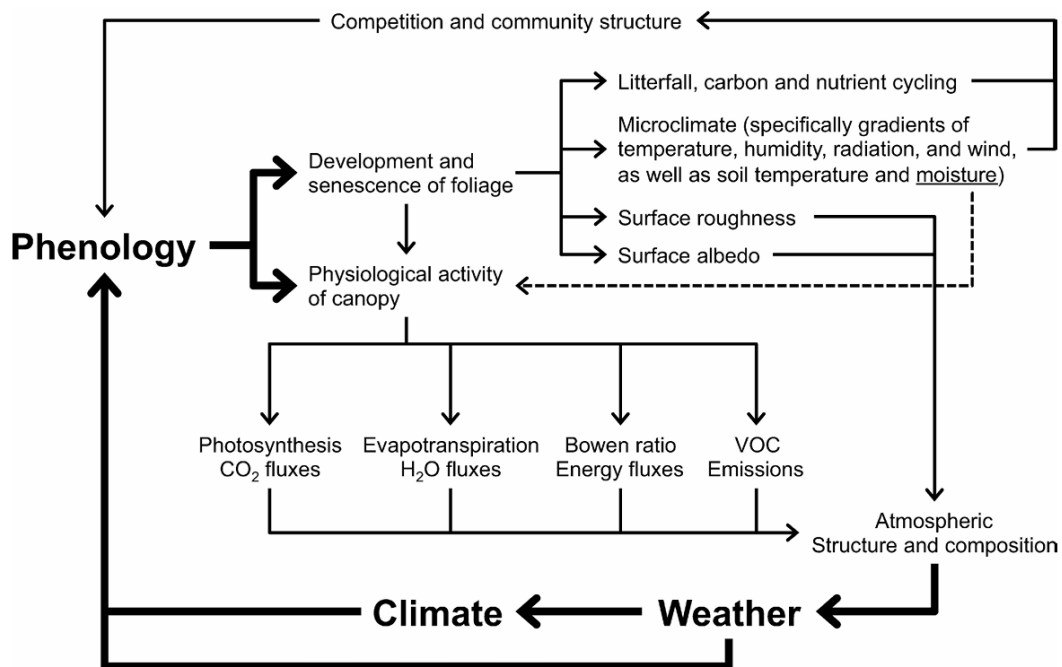 Competition and community structure
Litterfall, carbon and nutrient cycling
Microclimate (specifically gradients of
temperature, humidity, radiation, and wind,
as well as soil temperature and moisture)
Development and
senescence of foliage
Surface roughness
Phenology
Surface albedo
Physiological activity
of canopy
Photosynthesis
CO₂ fluxes
Evapotranspiration
H₂O fluxes
Bowen ratio
Energy fluxes
VOC
Emissions
Atmospheric
Structure and composition
Climate
Weather